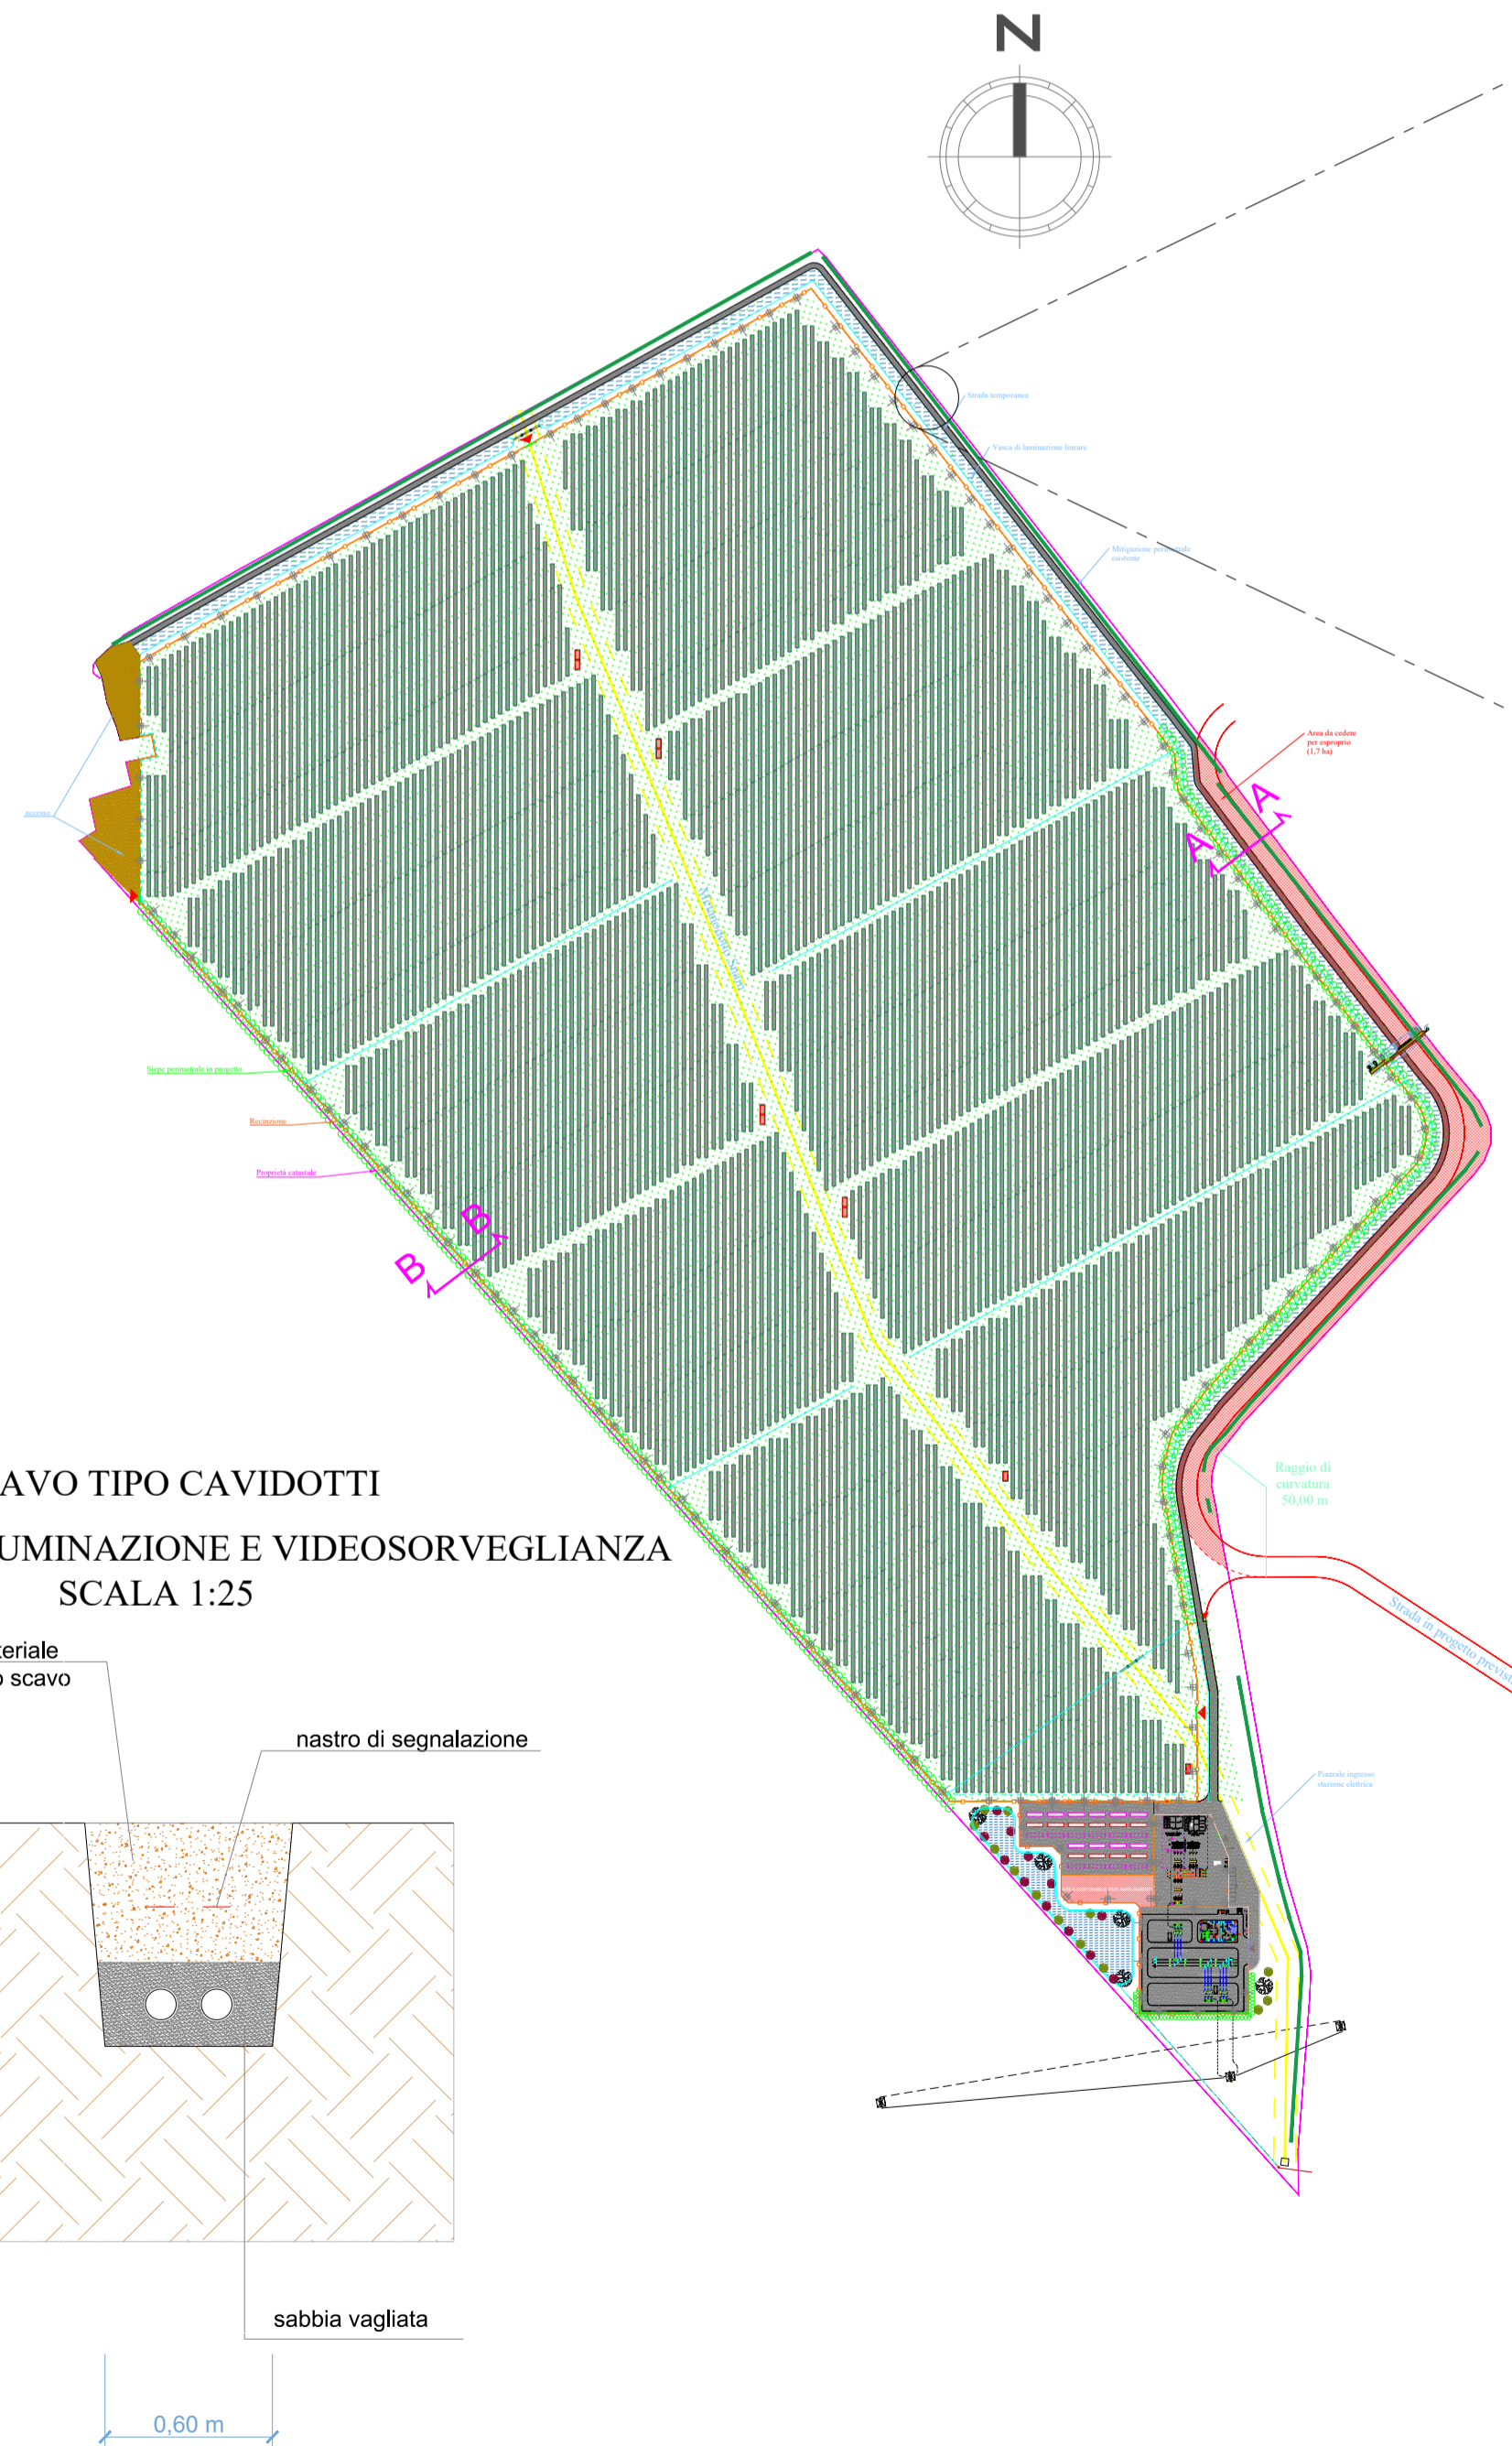 N
Strada temporanea
Vasca di laminazione lineare
Mitigazione perimetrale
esistente
Area da cedere
per esproprio
(1,7 ha)
A
A
accesso
Siepe perimetrale in progetto
Recinzione
Proprietà catastale
B
B
Raggio di
curvatura
50,00 m
Strada in progetto previst
Piazzale ingresso
stazione elettrica
AVO TIPO CAVIDOTTI
UMINAZIONE E VIDEOSORVEGLIANZA
SCALA 1:25
teriale
o scavo
nastro di segnalazione
sabbia vagliata
0,60 m